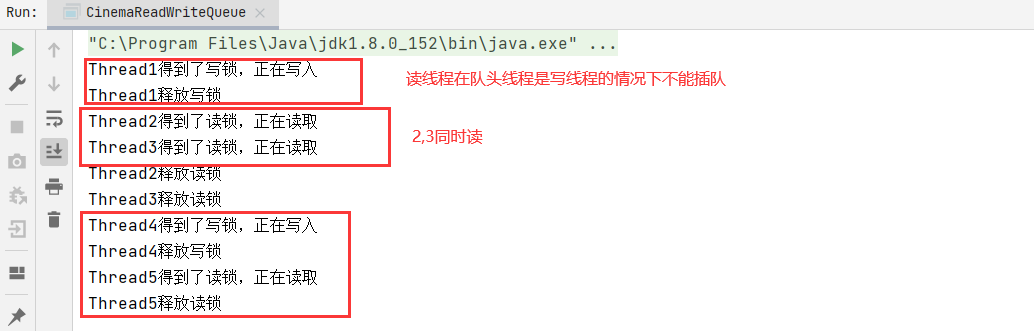 Run: CinemaReadWriteQueue
"C:\Program Files\Java\jdk1.8.0_152\bin\java.exe" ...
Thread1得到了写锁，正在写入
读线程在队头线程是写线程的情况下不能插队
Thread1释放写锁
Thread2得到了读锁，正在读取
2,3同时读
Thread3得到了读锁，正在读取
Thread2释放读锁
Thread3释放读锁
Thread4得到了写锁，正在写入
Thread4释放写锁
Thread5得到了读锁，正在读取
Thread5释放读锁